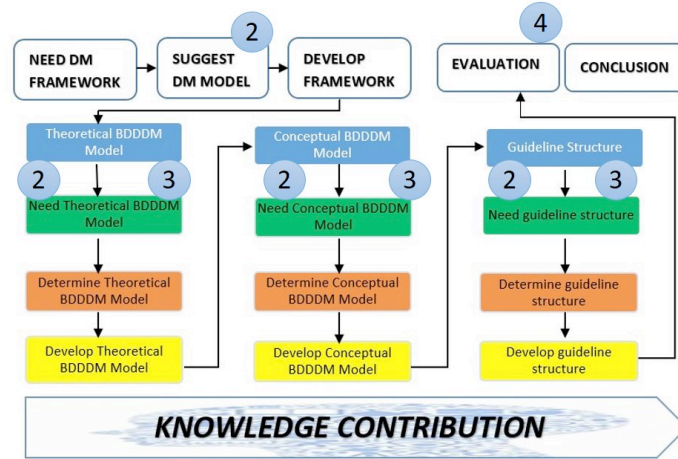 2
4
NEED DM
FRAMEWORK
SUGGEST
DM MODEL
DEVELOP
FRAMEWORK
EVALUATION
CONCLUSION
Theoretical BDDDM
Model
2
3
Need Theoretical BDDDM
Model
Determine Theoretical
BDDDM Model
Develop Theoretical
BDDDM Model
Conceptual BDDDM
Model
2
3
Need Conceptual BDDDM
Model
Determine Conceptual
BDDDM Model
Develop Conceptual
BDDDM Model
Guideline Structure
2
3
Need guideline structure
Determine guideline
structure
Develop guideline
structure
KNOWLEDGE CONTRIBUTION